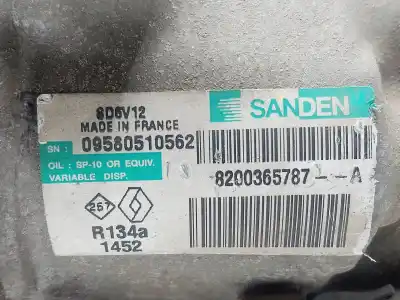 SD6V12
MADE IN FRANCE
SN : 09580510562
OIL : SP-10 OR EQUIV.
VARIABLE DISP.
257
R134a
1452
SANDEN
8200365787--A